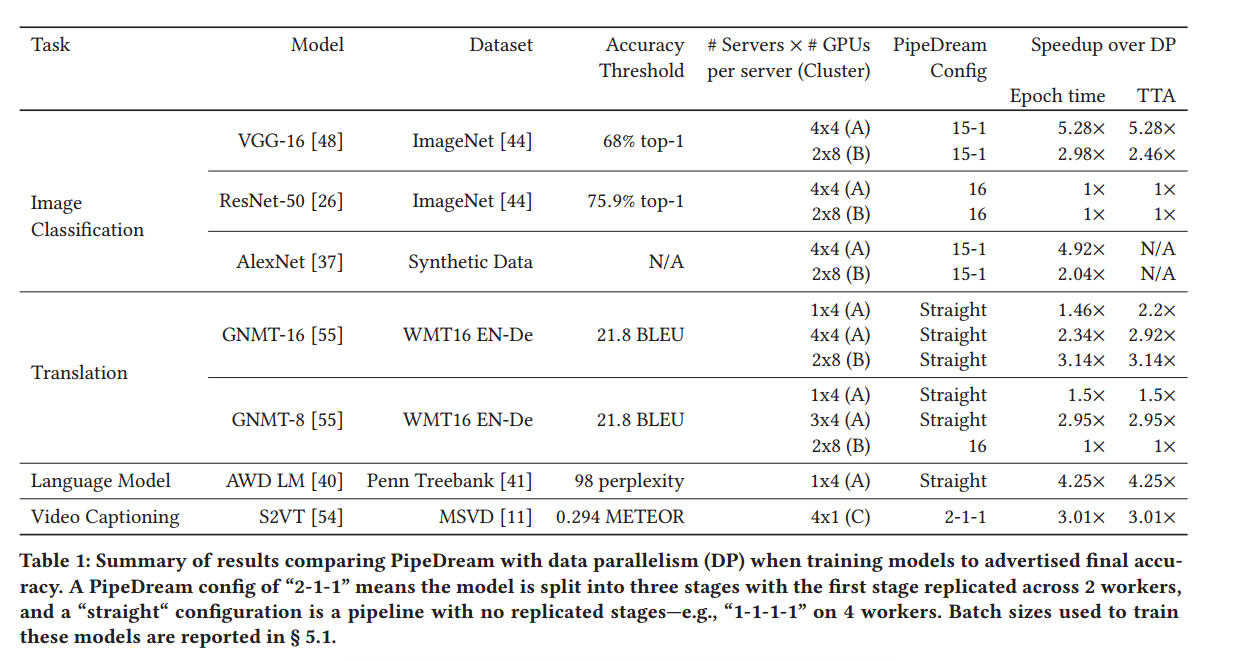 Task Model Dataset Accuracy Threshold # Servers × # GPUs per server (Cluster) PipeDream Config Speedup over DP
Epoch time TTA
Image Classification
VGG-16 [48] ImageNet [44] 68% top-1
4x4 (A) 15-1 5.28× 5.28×
2x8 (B) 15-1 2.98× 2.46×
ResNet-50 [26] ImageNet [44] 75.9% top-1
4x4 (A) 16 1× 1×
2x8 (B) 16 1× 1×
AlexNet [37] Synthetic Data N/A
4x4 (A) 15-1 4.92× N/A
2x8 (B) 15-1 2.04× N/A
Translation
GNMT-16 [55] WMT16 EN-De 21.8 BLEU
1x4 (A) Straight 1.46× 2.2×
4x4 (A) Straight 2.34× 2.92×
2x8 (B) Straight 3.14× 3.14×
GNMT-8 [55] WMT16 EN-De 21.8 BLEU
1x4 (A) Straight 1.5× 1.5×
3x4 (A) Straight 2.95× 2.95×
2x8 (B) 16 1× 1×
Language Model AWD LM [40] Penn Treebank [41] 98 perplexity 1x4 (A) Straight 4.25× 4.25×
Video Captioning S2VT [54] MSVD [11] 0.294 METEOR 4x1 (C) 2-1-1 3.01× 3.01×
Table 1: Summary of results comparing PipeDream with data parallelism (DP) when training models to advertised final accu-
racy. A PipeDream config of “2-1-1” means the model is split into three stages with the first stage replicated across 2 workers,
and a “straight“ configuration is a pipeline with no replicated stages—e.g., “1-1-1-1” on 4 workers. Batch sizes used to train
these models are reported in § 5.1.